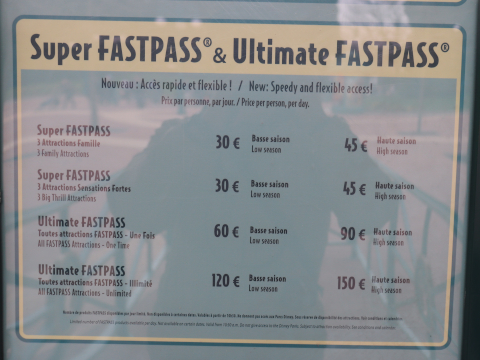 Super FASTPASS® & Ultimate FASTPASS®
Nouveau : Accès rapide et flexible ! / New: Speedy and flexible access!
Prix par personne, par jour. / Price per person, per day.
Super FASTPASS
3 Attractions Famille
3 Family Attractions
30 €
Basse saison
Low season
45 €
Haute saison
High season
Super FASTPASS
3 Attractions Sensations Fortes
3 Big Thrill Attractions
30 €
Basse saison
Low season
45 €
Haute saison
High season
Ultimate FASTPASS
Toutes attractions FASTPASS - Une Fois
All FASTPASS Attractions - One Time
60 €
Basse saison
Low season
90 €
Haute saison
High season
Ultimate FASTPASS
Toutes attractions FASTPASS - Illimité
All FASTPASS Attractions - Unlimited
120 €
Basse saison
Low season
150 €
Haute saison
High season